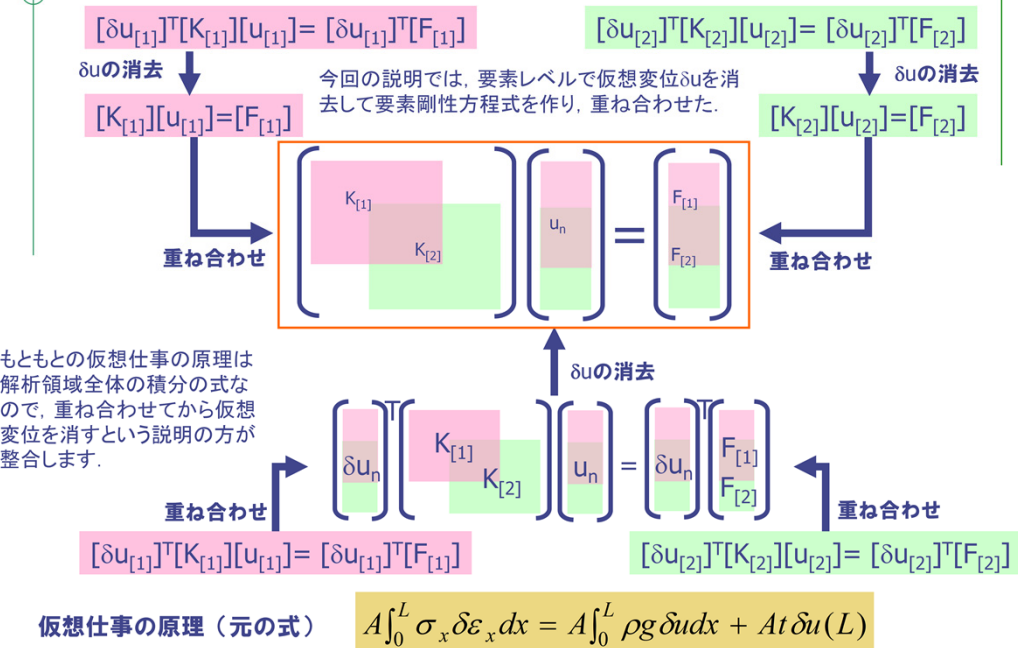 [δu[1]]ᵀ[K[1]][u[1]]= [δu[1]]ᵀ[F[1]]
[δu[2]]ᵀ[K[2]][u[2]]= [δu[2]]ᵀ[F[2]]
δuの消去
今回の説明では，要素レベルで仮想変位δuを消
去して要素剛性方程式を作り，重ね合わせた．
δuの消去
[K[1]][u[1]]=[F[1]]
[K[2]][u[2]]=[F[2]]
K[1]
K[2]
un
=
F[1]
F[2]
重ね合わせ
重ね合わせ
もともとの仮想仕事の原理は
解析領域全体の積分の式な
ので，重ね合わせてから仮想
変位を消すという説明の方が
整合します．
δuの消去
δun
T
K[1]
K[2]
un
=
δun
T
F[1]
F[2]
重ね合わせ
重ね合わせ
[δu[1]]ᵀ[K[1]][u[1]]= [δu[1]]ᵀ[F[1]]
[δu[2]]ᵀ[K[2]][u[2]]= [δu[2]]ᵀ[F[2]]
仮想仕事の原理（元の式）
A∫₀ᴸ σₓδεₓdx = A∫₀ᴸ ρgδudx + Atδu(L)